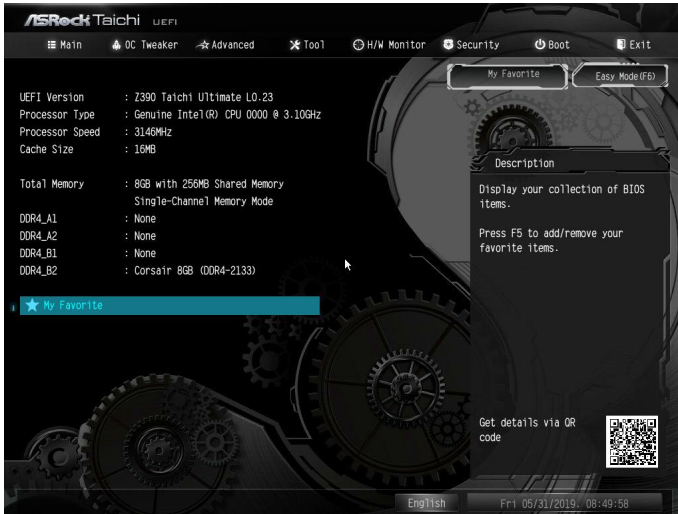 ASRock Taichi UEFI
Main OC Tweaker Advanced Tool H/W Monitor Security Boot Exit
My Favorite Easy Mode(F6)
UEFI Version : Z390 Taichi Ultimate L0.23
Processor Type : Genuine Intel(R) CPU 0000 @ 3.10GHz
Processor Speed : 3146MHz
Cache Size : 16MB
Total Memory : 8GB with 256MB Shared Memory
Single-Channel Memory Mode
DDR4_A1 : None
DDR4_A2 : None
DDR4_B1 : None
DDR4_B2 : Corsair 8GB (DDR4-2133)
My Favorite
Description
Display your collection of BIOS
items.
Press F5 to add/remove your
favorite items.
Get details via QR
code
English Fri 05/31/2019. 08:49:58